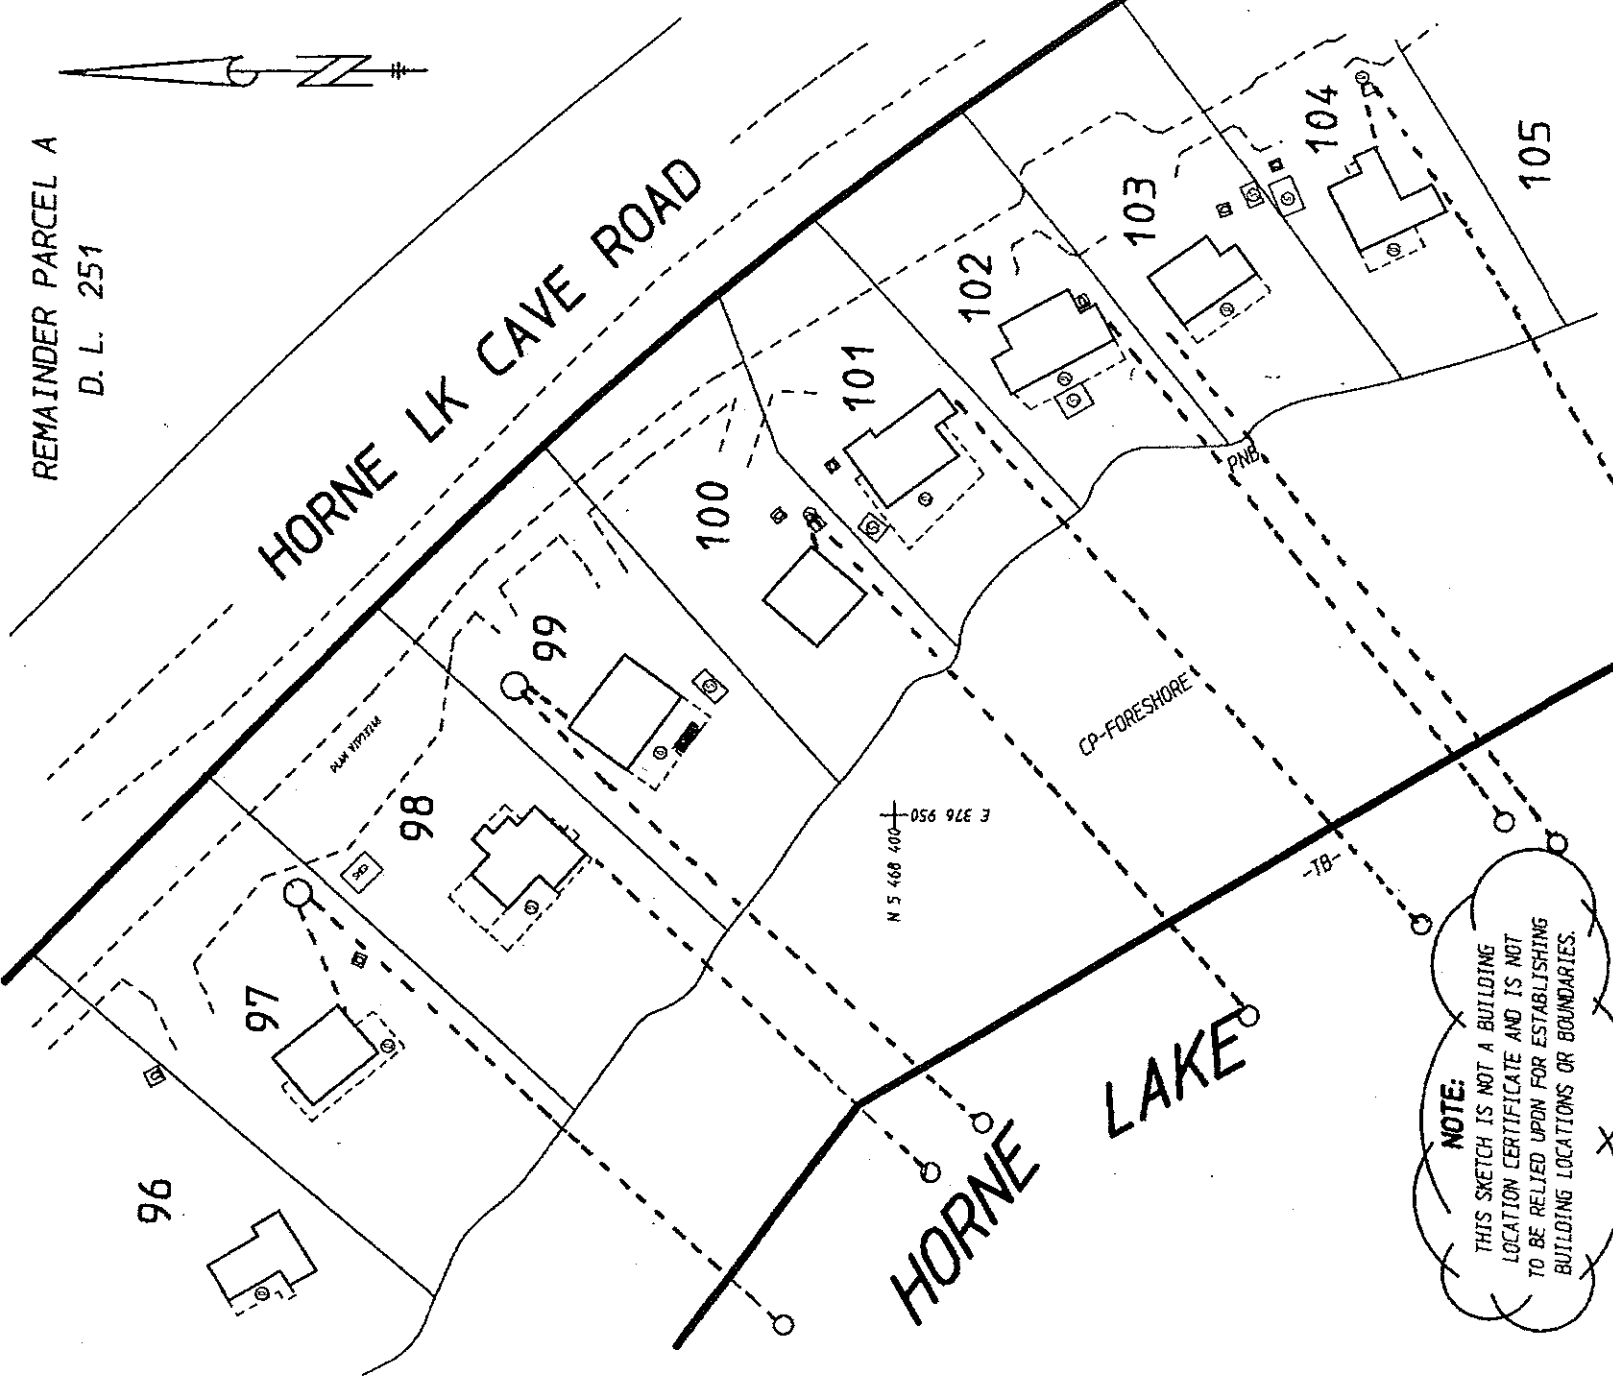 REMAINDER PARCEL A
D. L. 251
HORNE LK CAVE ROAD
96
97
98
99
100
101
102
103
104
105
SHED
CP-FORESHORE
PNB
N 5 468 400
E 376 950
-TB-
HORNE LAKE
NOTE:
THIS SKETCH IS NOT A BUILDING
LOCATION CERTIFICATE AND IS NOT
TO BE RELIED UPON FOR ESTABLISHING
BUILDING LOCATIONS OR BOUNDARIES.